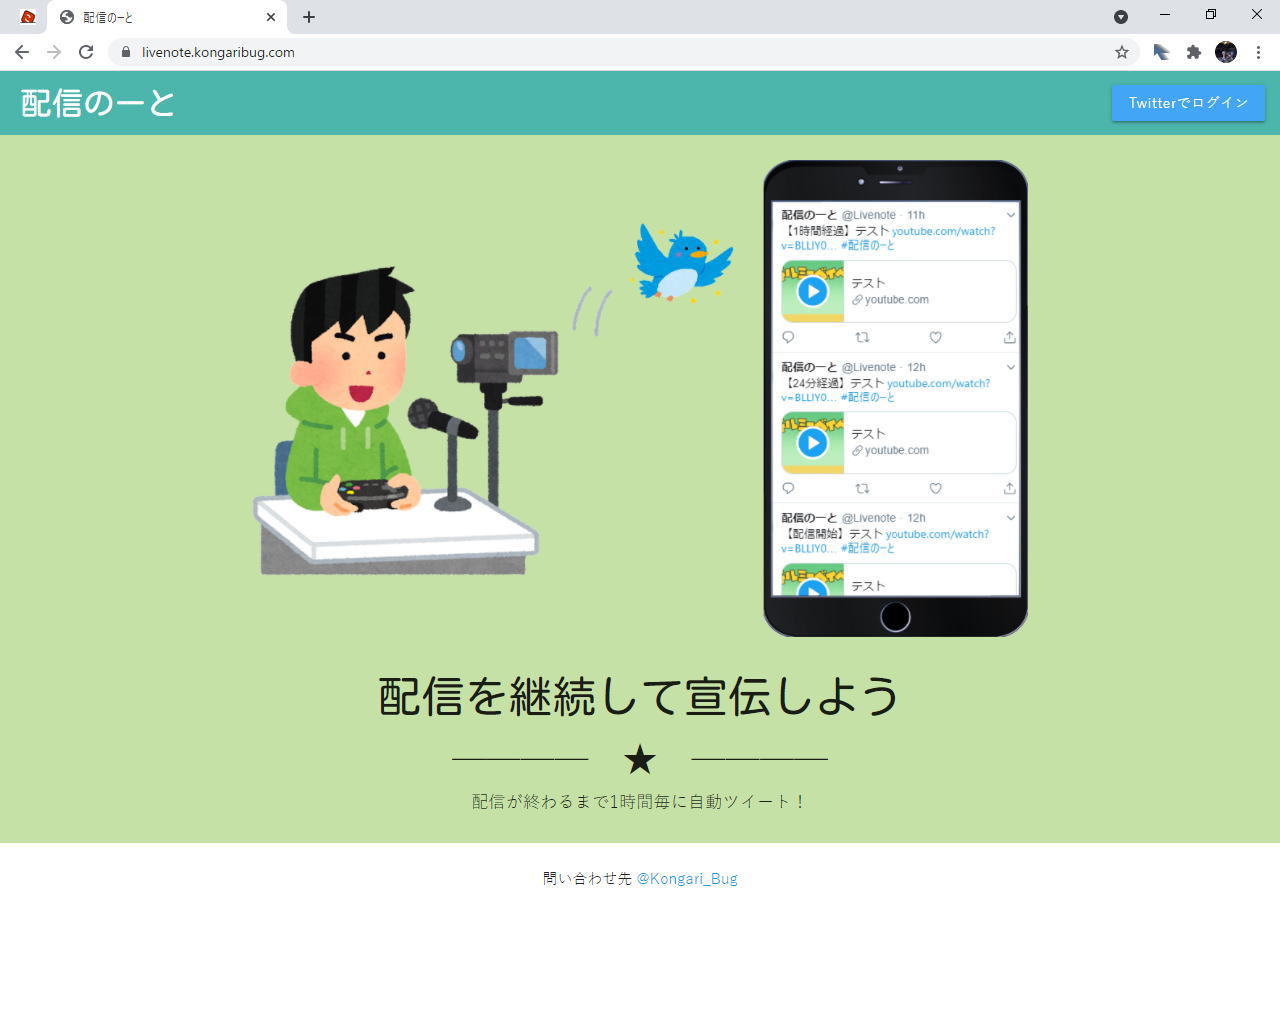 配信のーと
livenote.kongaribug.com
配信のーと
Twitterでログイン
配信のーと @Livenote · 11h
【1時間経過】テスト youtube.com/watch?
v=BLLlY0... #配信のーと
テスト
youtube.com
配信のーと @Livenote · 12h
【24分経過】テスト youtube.com/watch?
v=BLLlY0... #配信のーと
テスト
youtube.com
配信のーと @Livenote · 12h
【配信開始】テスト youtube.com/watch?
v=BLLlY0... #配信のーと
テスト
配信を継続して宣伝しよう
配信が終わるまで1時間毎に自動ツイート！
問い合わせ先 @Kongari_Bug